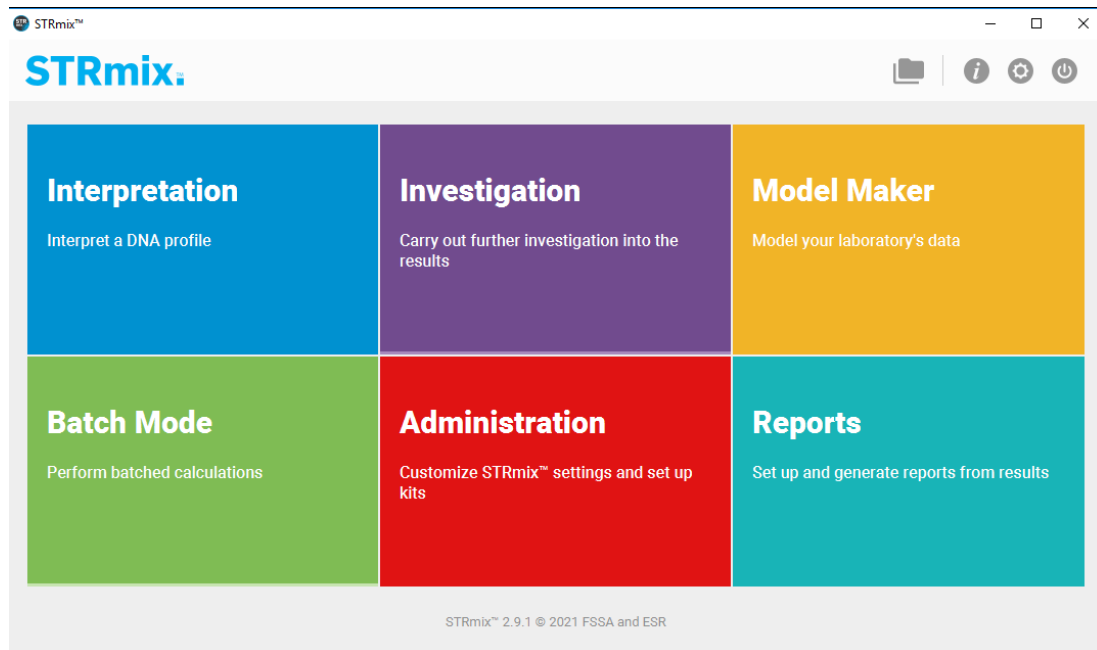 STRmix™
STRmix™
Interpretation
Interpret a DNA profile
Investigation
Carry out further investigation into the
results
Model Maker
Model your laboratory's data
Batch Mode
Perform batched calculations
Administration
Customize STRmix™ settings and set up
kits
Reports
Set up and generate reports from results
STRmix™ 2.9.1 © 2021 FSSA and ESR